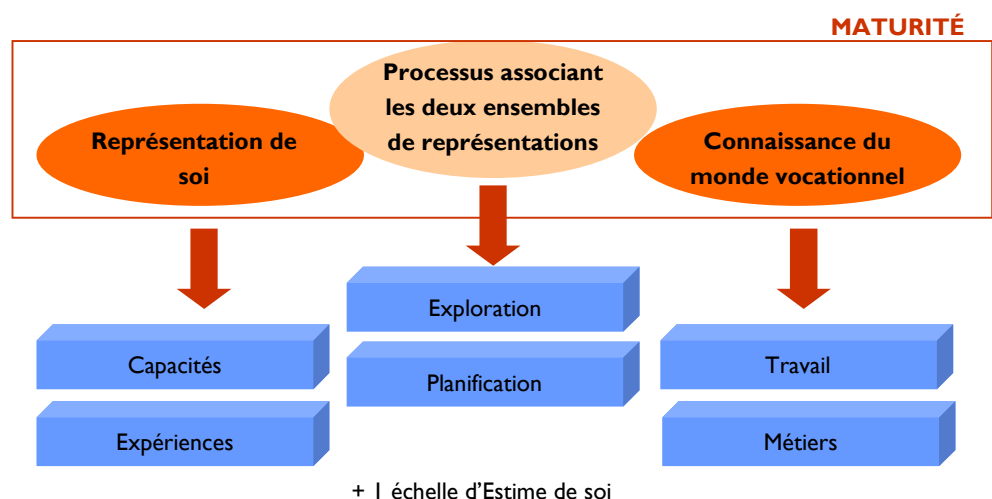 MATURITÉ
Processus associant
les deux ensembles
de représentations
Représentation de
soi
Connaissance du
monde vocationnel
Exploration
Planification
Capacités
Expériences
Travail
Métiers
+ 1 échelle d'Estime de soi